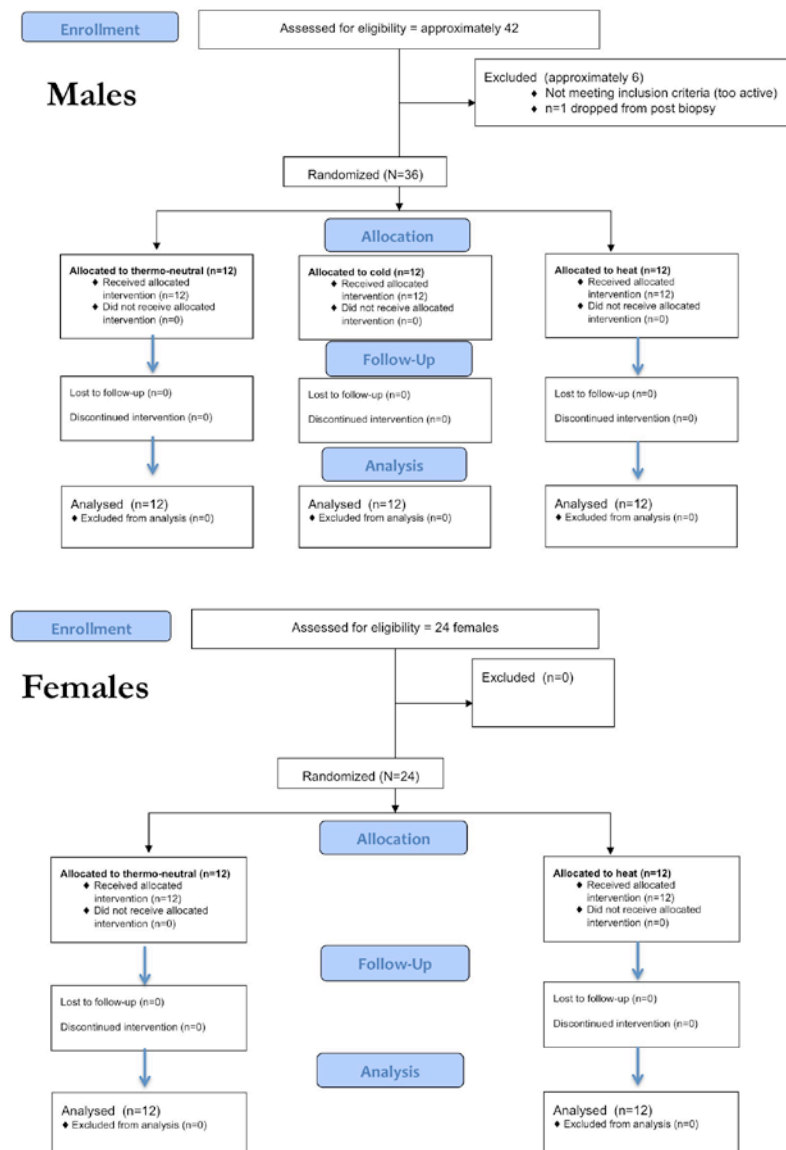 Enrollment
Assessed for eligibility = approximately 42
Males
Excluded (approximately 6)
♦ Not meeting inclusion criteria (too active)
♦ n=1 dropped from post biopsy
Randomized (N=36)
Allocation
Allocated to thermo-neutral (n=12)
♦ Received allocated
intervention (n=12)
♦ Did not receive allocated
intervention (n=0)
Allocated to cold (n=12)
♦ Received allocated
intervention (n=12)
♦ Did not receive allocated
intervention (n=0)
Allocated to heat (n=12)
♦ Received allocated
intervention (n=12)
♦ Did not receive allocated
intervention (n=0)
Follow-Up
Lost to follow-up (n=0)
Discontinued intervention (n=0)
Lost to follow-up (n=0)
Discontinued intervention (n=0)
Lost to follow-up (n=0)
Discontinued intervention (n=0)
Analysis
Analysed (n=12)
♦ Excluded from analysis (n=0)
Analysed (n=12)
♦ Excluded from analysis (n=0)
Analysed (n=12)
♦ Excluded from analysis (n=0)
Enrollment
Assessed for eligibility = 24 females
Females
Excluded (n=0)
Randomized (N=24)
Allocation
Allocated to thermo-neutral (n=12)
♦ Received allocated
intervention (n=12)
♦ Did not receive allocated
intervention (n=0)
Allocated to heat (n=12)
♦ Received allocated
intervention (n=12)
♦ Did not receive allocated
intervention (n=0)
Follow-Up
Lost to follow-up (n=0)
Discontinued intervention (n=0)
Lost to follow-up (n=0)
Discontinued intervention (n=0)
Analysis
Analysed (n=12)
♦ Excluded from analysis (n=0)
Analysed (n=12)
♦ Excluded from analysis (n=0)